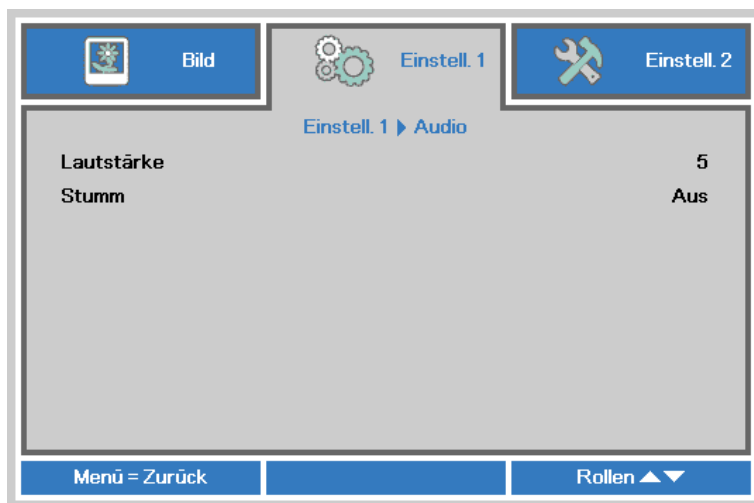 Bild
Einstell. 1
Einstell. 2
Einstell. 1 ▶ Audio
Lautstärke 5
Stumm Aus
Menü = Zurück
Rollen ▲▼